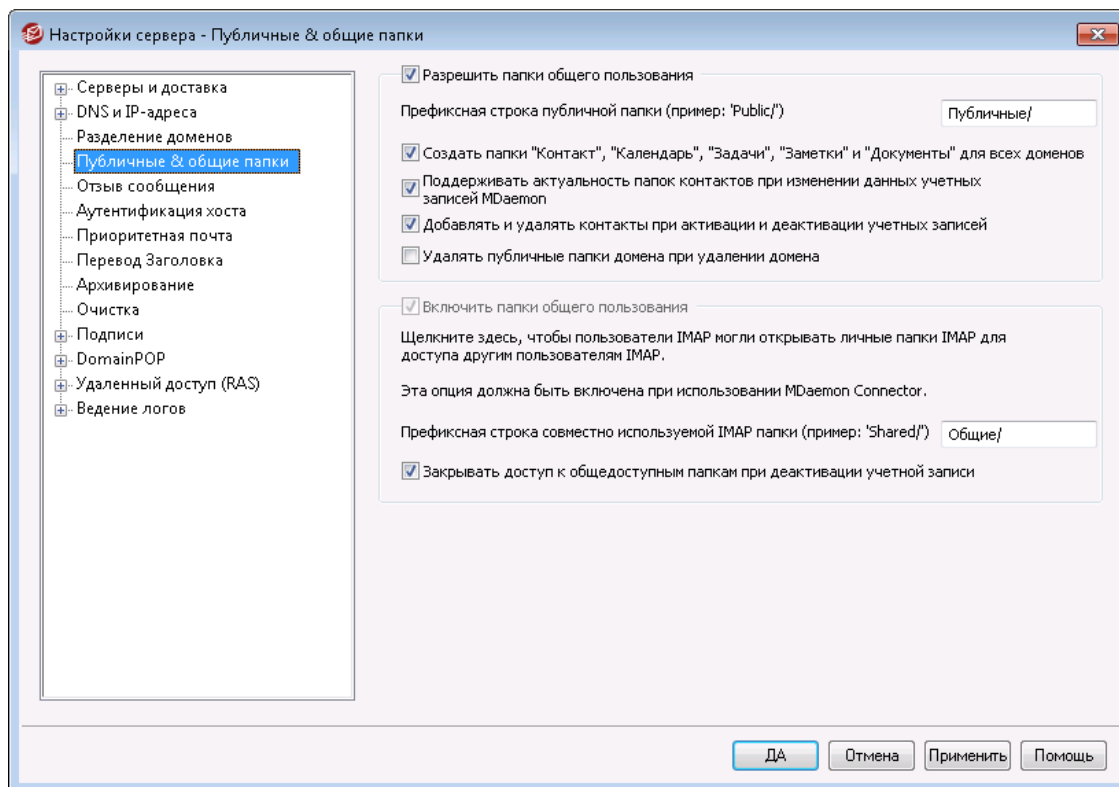 Настройки сервера - Публичные & общие папки
Серверы и доставка
DNS и IP-адреса
Разделение доменов
Публичные & общие папки
Отзыв сообщения
Аутентификация хоста
Приоритетная почта
Перевод Заголовка
Архивирование
Очистка
Подписи
DomainPOP
Удаленный доступ (RAS)
Ведение логов
Разрешить папки общего пользования
Префиксная строка публичной папки (пример: 'Public/') Публичные/
Создать папки "Контакт", "Календарь", "Задачи", "Заметки" и "Документы" для всех доменов
Поддерживать актуальность папок контактов при изменении данных учетных
записей MDaemon
Добавлять и удалять контакты при активации и деактивации учетных записей
Удалять публичные папки домена при удалении домена
Включить папки общего пользования
Щелкните здесь, чтобы пользователи IMAP могли открывать личные папки IMAP для
доступа другим пользователям IMAP.
Эта опция должна быть включена при использовании MDaemon Connector.
Префиксная строка совместно используемой IMAP папки (пример: 'Shared/') Общие/
Закрывать доступ к общедоступным папкам при деактивации учетной записи
ДА Отмена Применить Помощь